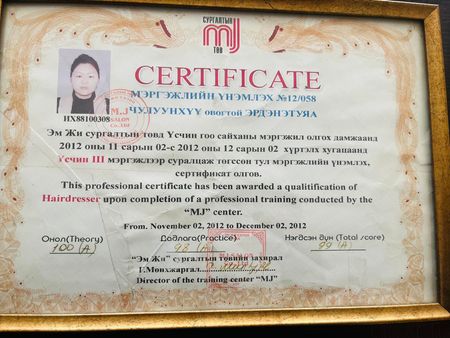 СУРГАЛТЫН
MJ
ТӨВ
CERTIFICATE
МЭРГЭЖЛИЙН ҮНЭМЛЭХ №12/058
ЧУЛУУНХҮҮ овогтой ЭРДЭНЭТУЯА
НХ88100308
M.J
SALON
Эм Жи сургалтын төвд Үсчин гоо сайханы мэргэжил олгох дамжаанд
2012 оны 11 сарын 02-с 2012 оны 12 сарын 02 хүртэлх хугацаанд
Үсчин III мэргэжлээр суралцаж төгссөн тул мэргэжлийн үнэмлэх,
сертификат олгов.
This professional certificate has been awarded a qualitification of
Hairdresser upon completion of a professional training conducted by the
“MJ” center.
From. November 02, 2012 to December 02, 2012
Онол(Theory) Дадлага(Practice) Нэгдсэн дүн (Total score)
100 (A) 98 (A) 99 (A)
“Эм Жи” сургалтын төвийн захирал
Г.Мөнхжаргал
Director of the training center “MJ”